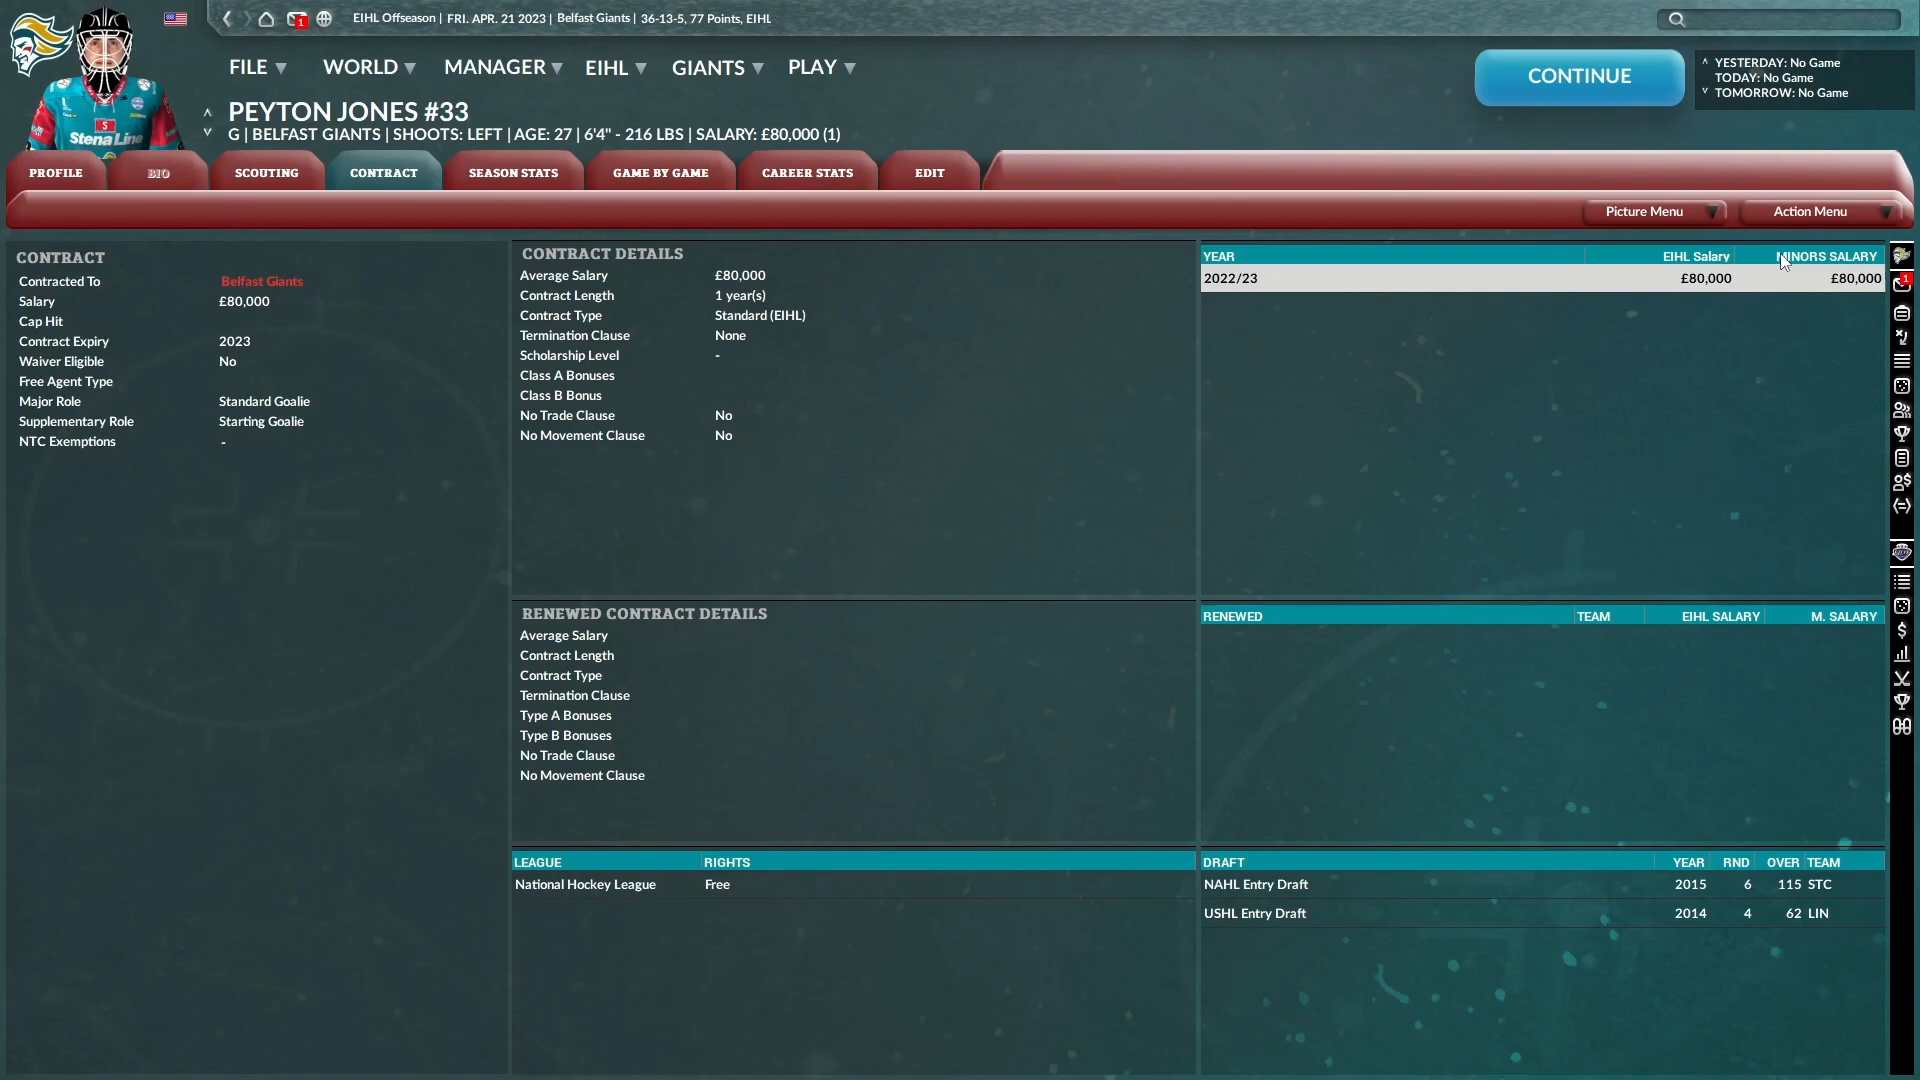 EIHL Offseason | FRI. APR. 21 2023 | Belfast Giants | 36-13-5, 77 Points, EIHL
1
FILE WORLD MANAGER EIHL GIANTS PLAY
CONTINUE
YESTERDAY: No Game
TODAY: No Game
TOMORROW: No Game
PEYTON JONES #33
G | BELFAST GIANTS | SHOOTS: LEFT | AGE: 27 | 6'4" - 216 LBS | SALARY: £80,000 (1)
S
StenaLine
PROFILE BIO SCOUTING CONTRACT SEASON STATS GAME BY GAME CAREER STATS EDIT
Picture Menu Action Menu
CONTRACT
Contracted To Belfast Giants
Salary £80,000
Cap Hit
Contract Expiry 2023
Waiver Eligible No
Free Agent Type
Major Role Standard Goalie
Supplementary Role Starting Goalie
NTC Exemptions -
CONTRACT DETAILS
Average Salary £80,000
Contract Length 1 year(s)
Contract Type Standard (EIHL)
Termination Clause None
Scholarship Level -
Class A Bonuses
Class B Bonus
No Trade Clause No
No Movement Clause No
YEAR EIHL Salary MINORS SALARY
2022/23 £80,000 £80,000
1
RENEWED CONTRACT DETAILS
Average Salary
Contract Length
Contract Type
Termination Clause
Type A Bonuses
Type B Bonuses
No Trade Clause
No Movement Clause
RENEWED TEAM EIHL SALARY M. SALARY
LEAGUE RIGHTS
National Hockey League Free
DRAFT YEAR RND OVER TEAM
NAHL Entry Draft 2015 6 115 STC
USHL Entry Draft 2014 4 62 LIN